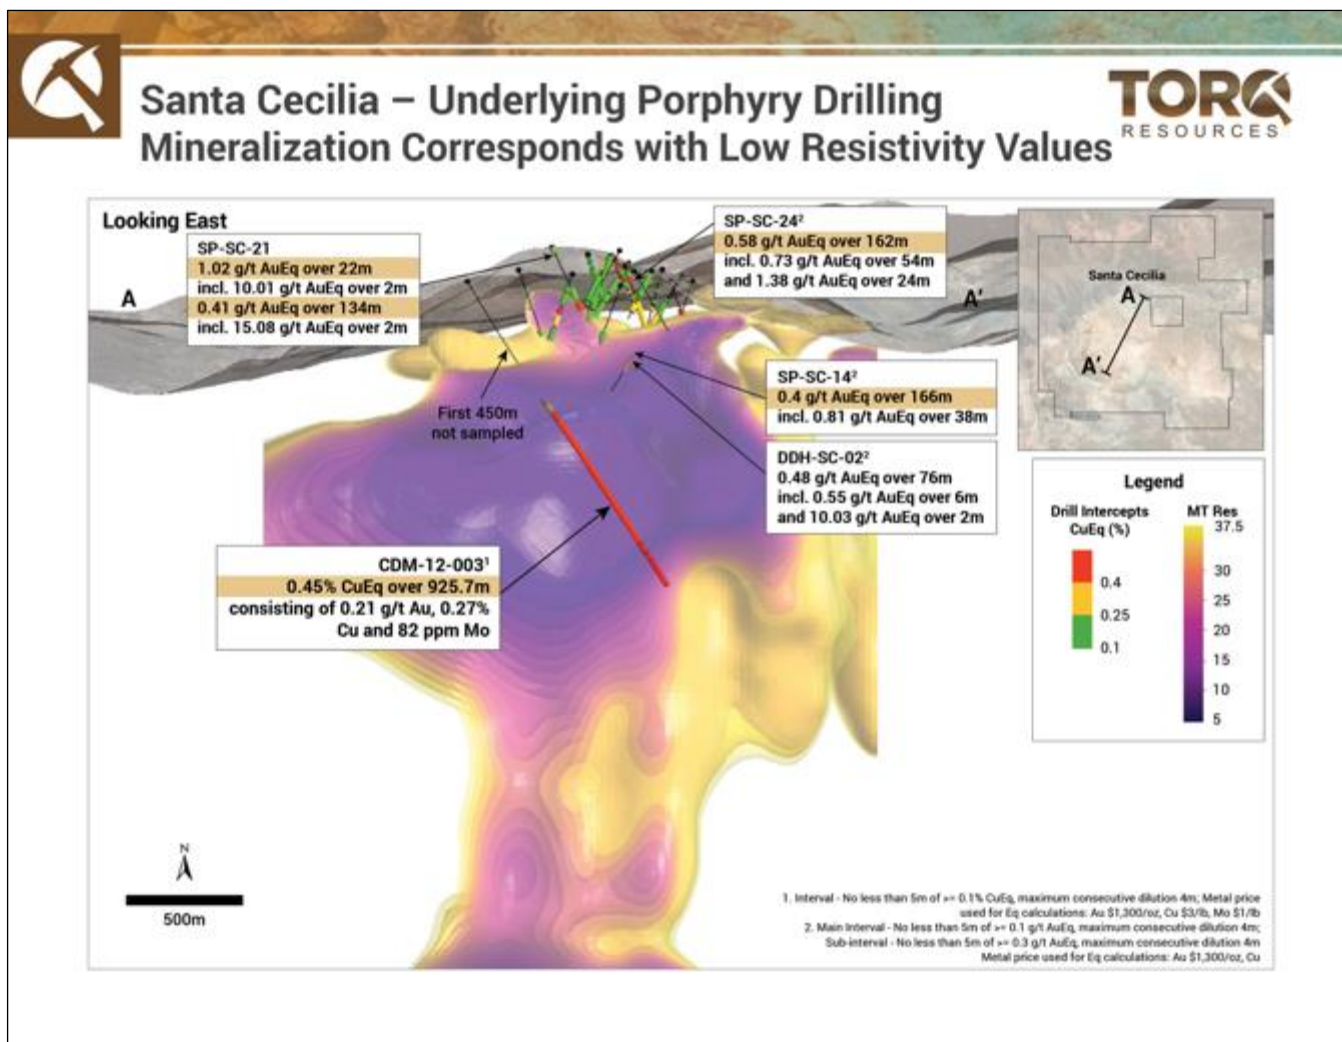 Santa Cecilia – Underlying Porphyry Drilling
Mineralization Corresponds with Low Resistivity Values
TORQ
RESOURCES
Looking East
SP-SC-21
1.02 g/t AuEq over 22m
incl. 10.01 g/t AuEq over 2m
0.41 g/t AuEq over 134m
incl. 15.08 g/t AuEq over 2m
A
SP-SC-24²
0.58 g/t AuEq over 162m
incl. 0.73 g/t AuEq over 54m
and 1.38 g/t AuEq over 24m
A'
Santa Cecilia
A
A'
First 450m
not sampled
SP-SC-14²
0.4 g/t AuEq over 166m
incl. 0.81 g/t AuEq over 38m
DDH-SC-02²
0.48 g/t AuEq over 76m
incl. 0.55 g/t AuEq over 6m
and 10.03 g/t AuEq over 2m
CDM-12-003¹
0.45% CuEq over 925.7m
consisting of 0.21 g/t Au, 0.27%
Cu and 82 ppm Mo
Legend
Drill Intercepts
CuEq (%)
0.4
0.25
0.1
MT Res
37.5
30
25
20
15
10
5
N
500m
1. Interval - No less than 5m of >= 0.1% CuEq, maximum consecutive dilution 4m; Metal price
used for Eq calculations: Au $1,300/oz, Cu $3/lb, Mo $1/lb
2. Main Interval - No less than 5m of >= 0.1 g/t AuEq, maximum consecutive dilution 4m;
Sub-interval - No less than 5m of >= 0.3 g/t AuEq, maximum consecutive dilution 4m
Metal price used for Eq calculations: Au $1,300/oz, Cu